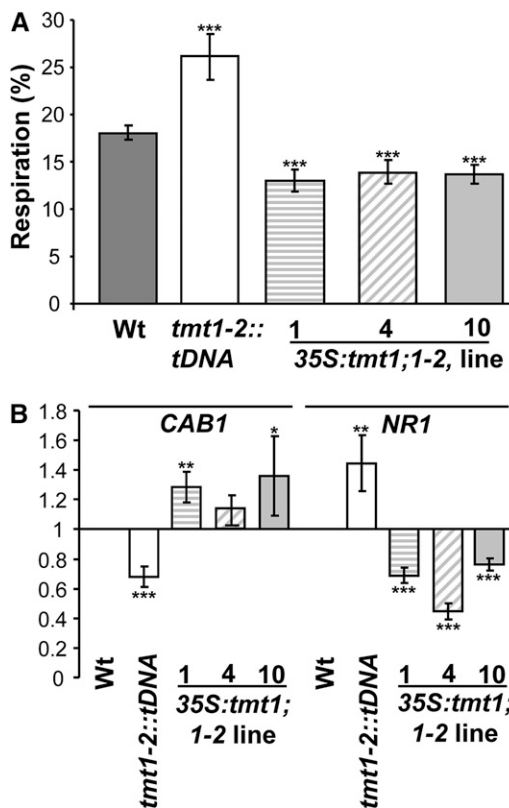 A
Respiration (%)
30
25
20
15
10
5
0
***
***
***
***
Wt
tmt1-2::
tDNA
1 4 10
35S:tmt1;1-2, line
B
CAB1 NR1
1.8
1.6
1.4
1.2
1
0.8
0.6
0.4
0.2
0
**
*
**
***
***
***
***
Wt
tmt1-2::tDNA
1 4 10
35S:tmt1;
1-2 line
Wt
tmt1-2::tDNA
1 4 10
35S:tmt1;
1-2 line